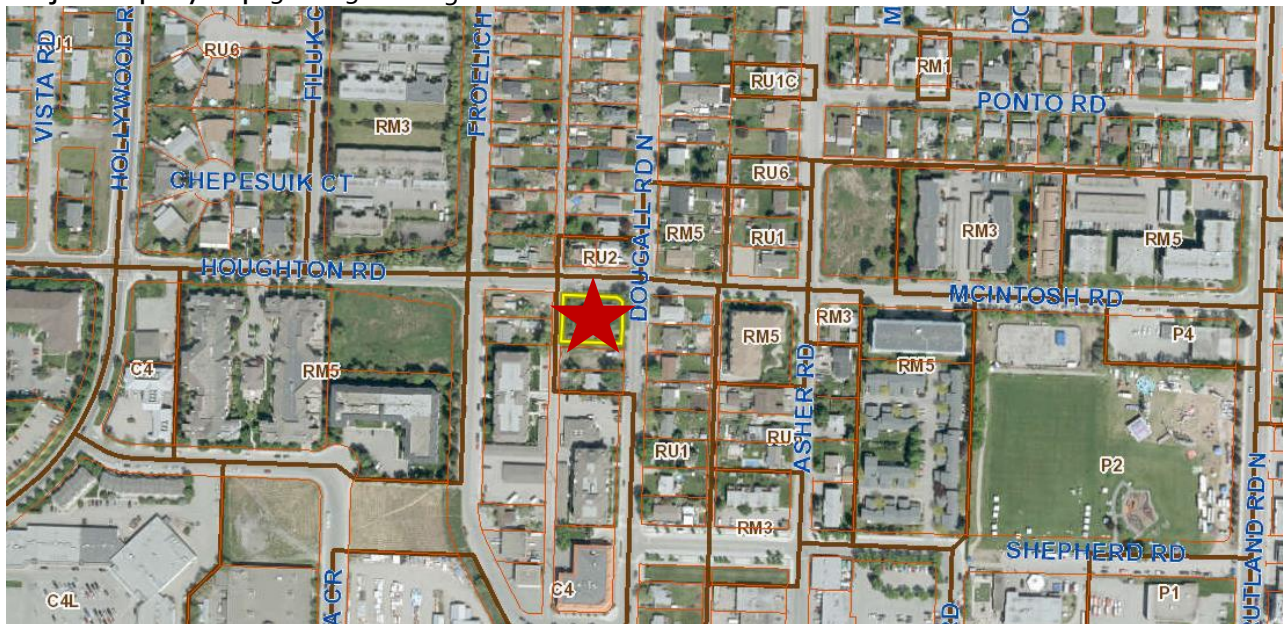 VISTA RD
HOLLYWOOD R
RU6
FILUK C
RM3
FROELICH
CHEPESUIK CT
HOUGHTON RD
RU2
DOUGALL RD N
RM5
RU1C
RM1
PONTO RD
RU6
RU1
RM3
RM5
MCINTOSH RD
C4
RM5
RU1
RM5
RM3
ASHER RD
RM5
P4
RU
P2
RM3
SHEPHERD RD
C4
C4L
A CR
RD
P1
UTLAND RD N